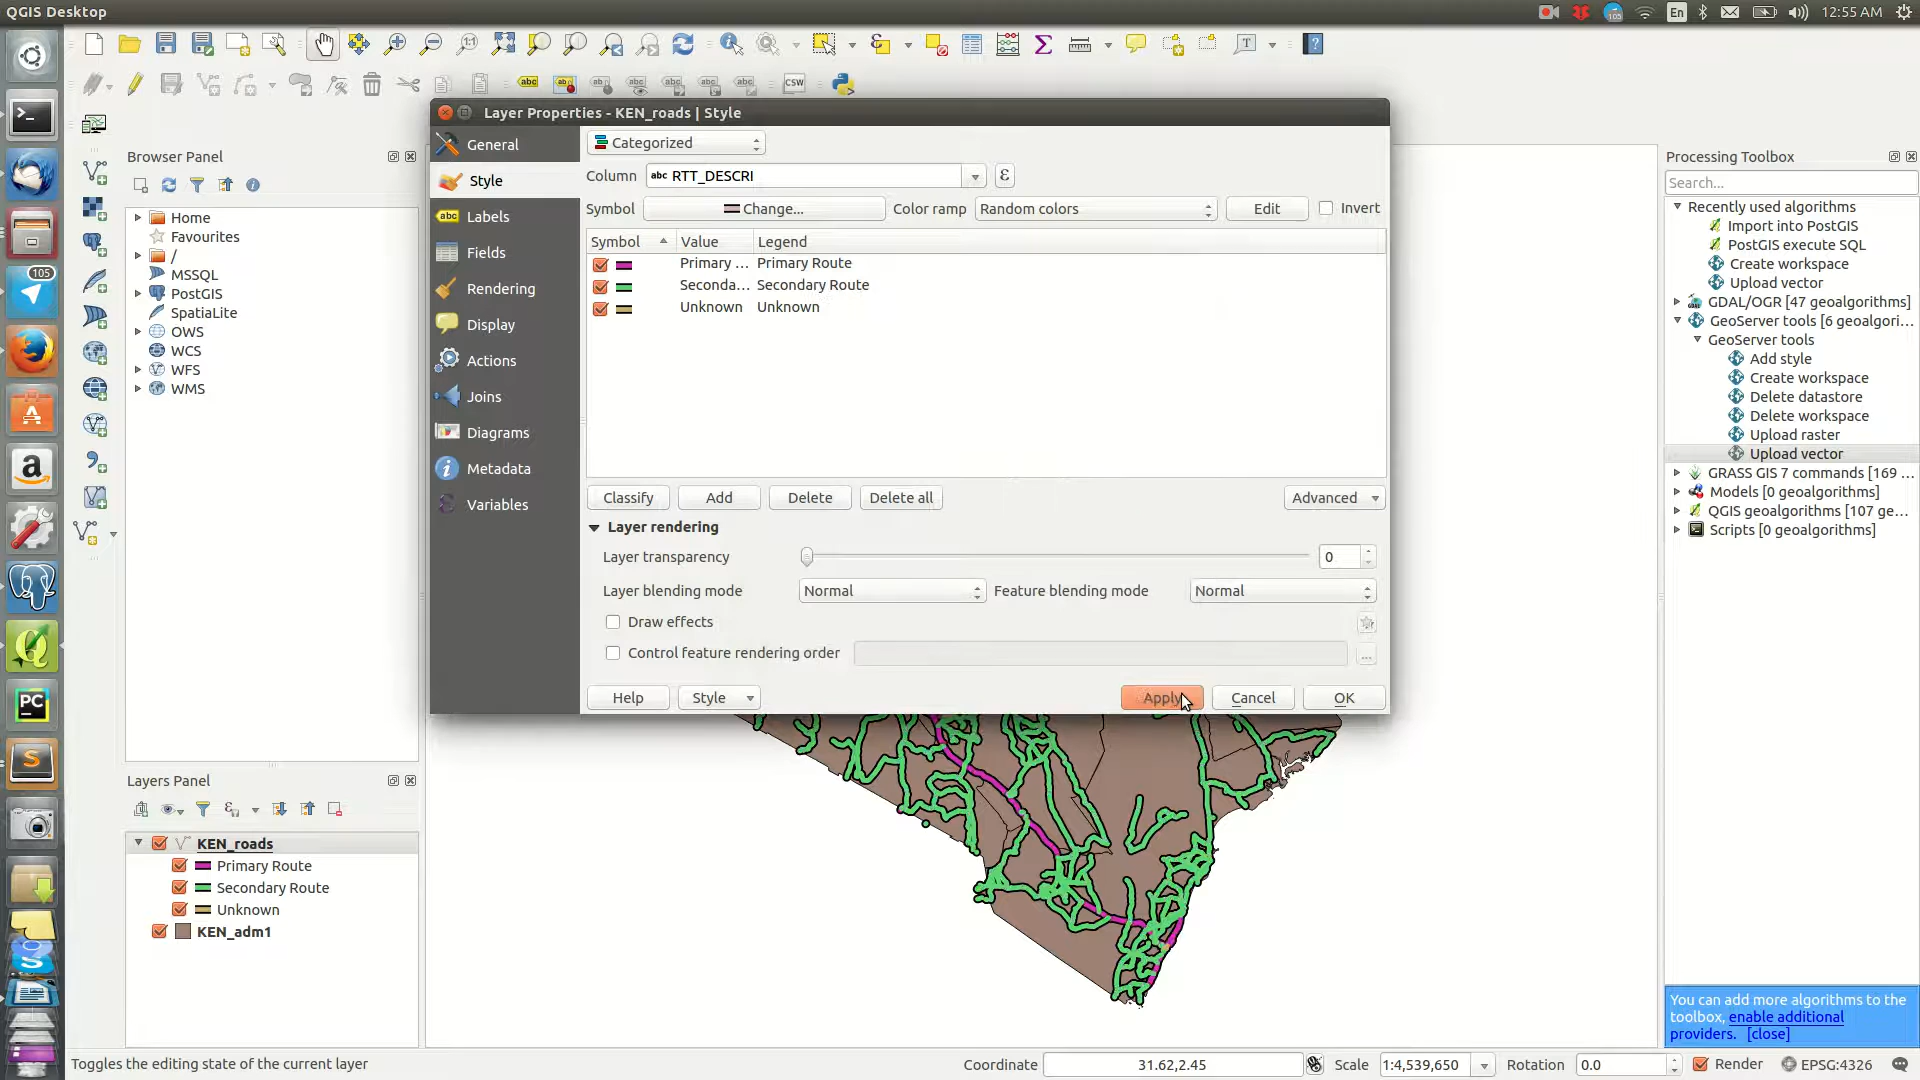 QGIS Desktop
105
En
12:55 AM
abc
ab
CSW
Browser Panel
Home
Favourites
/
MSSQL
PostGIS
SpatiaLite
OWS
WCS
WFS
WMS
105
PC
Layer Properties - KEN_roads | Style
General
Style
Labels
Fields
Rendering
Display
Actions
Joins
Diagrams
Metadata
Variables
Categorized
Column abc RTT_DESCRI ε
Symbol Change... Color ramp Random colors Edit Invert
Symbol Value Legend
Primary ... Primary Route
Seconda... Secondary Route
Unknown Unknown
Classify Add Delete Delete all Advanced
Layer rendering
Layer transparency 0
Layer blending mode Normal Feature blending mode Normal
Draw effects
Control feature rendering order ...
Help Style Apply Cancel OK
Layers Panel
KEN_roads
Primary Route
Secondary Route
Unknown
KEN_adm1
Processing Toolbox
Search...
Recently used algorithms
Import into PostGIS
PostGIS execute SQL
Create workspace
Upload vector
GDAL/OGR [47 geoalgorithms]
GeoServer tools [6 geoalgori...
GeoServer tools
Add style
Create workspace
Delete datastore
Delete workspace
Upload raster
Upload vector
GRASS GIS 7 commands [169 ...
Models [0 geoalgorithms]
QGIS geoalgorithms [107 ge...
Scripts [0 geoalgorithms]
You can add more algorithms to the
toolbox, enable additional
providers. [close]
Toggles the editing state of the current layer
Coordinate 31.62,2.45 Scale 1:4,539,650 Rotation 0.0 Render EPSG:4326